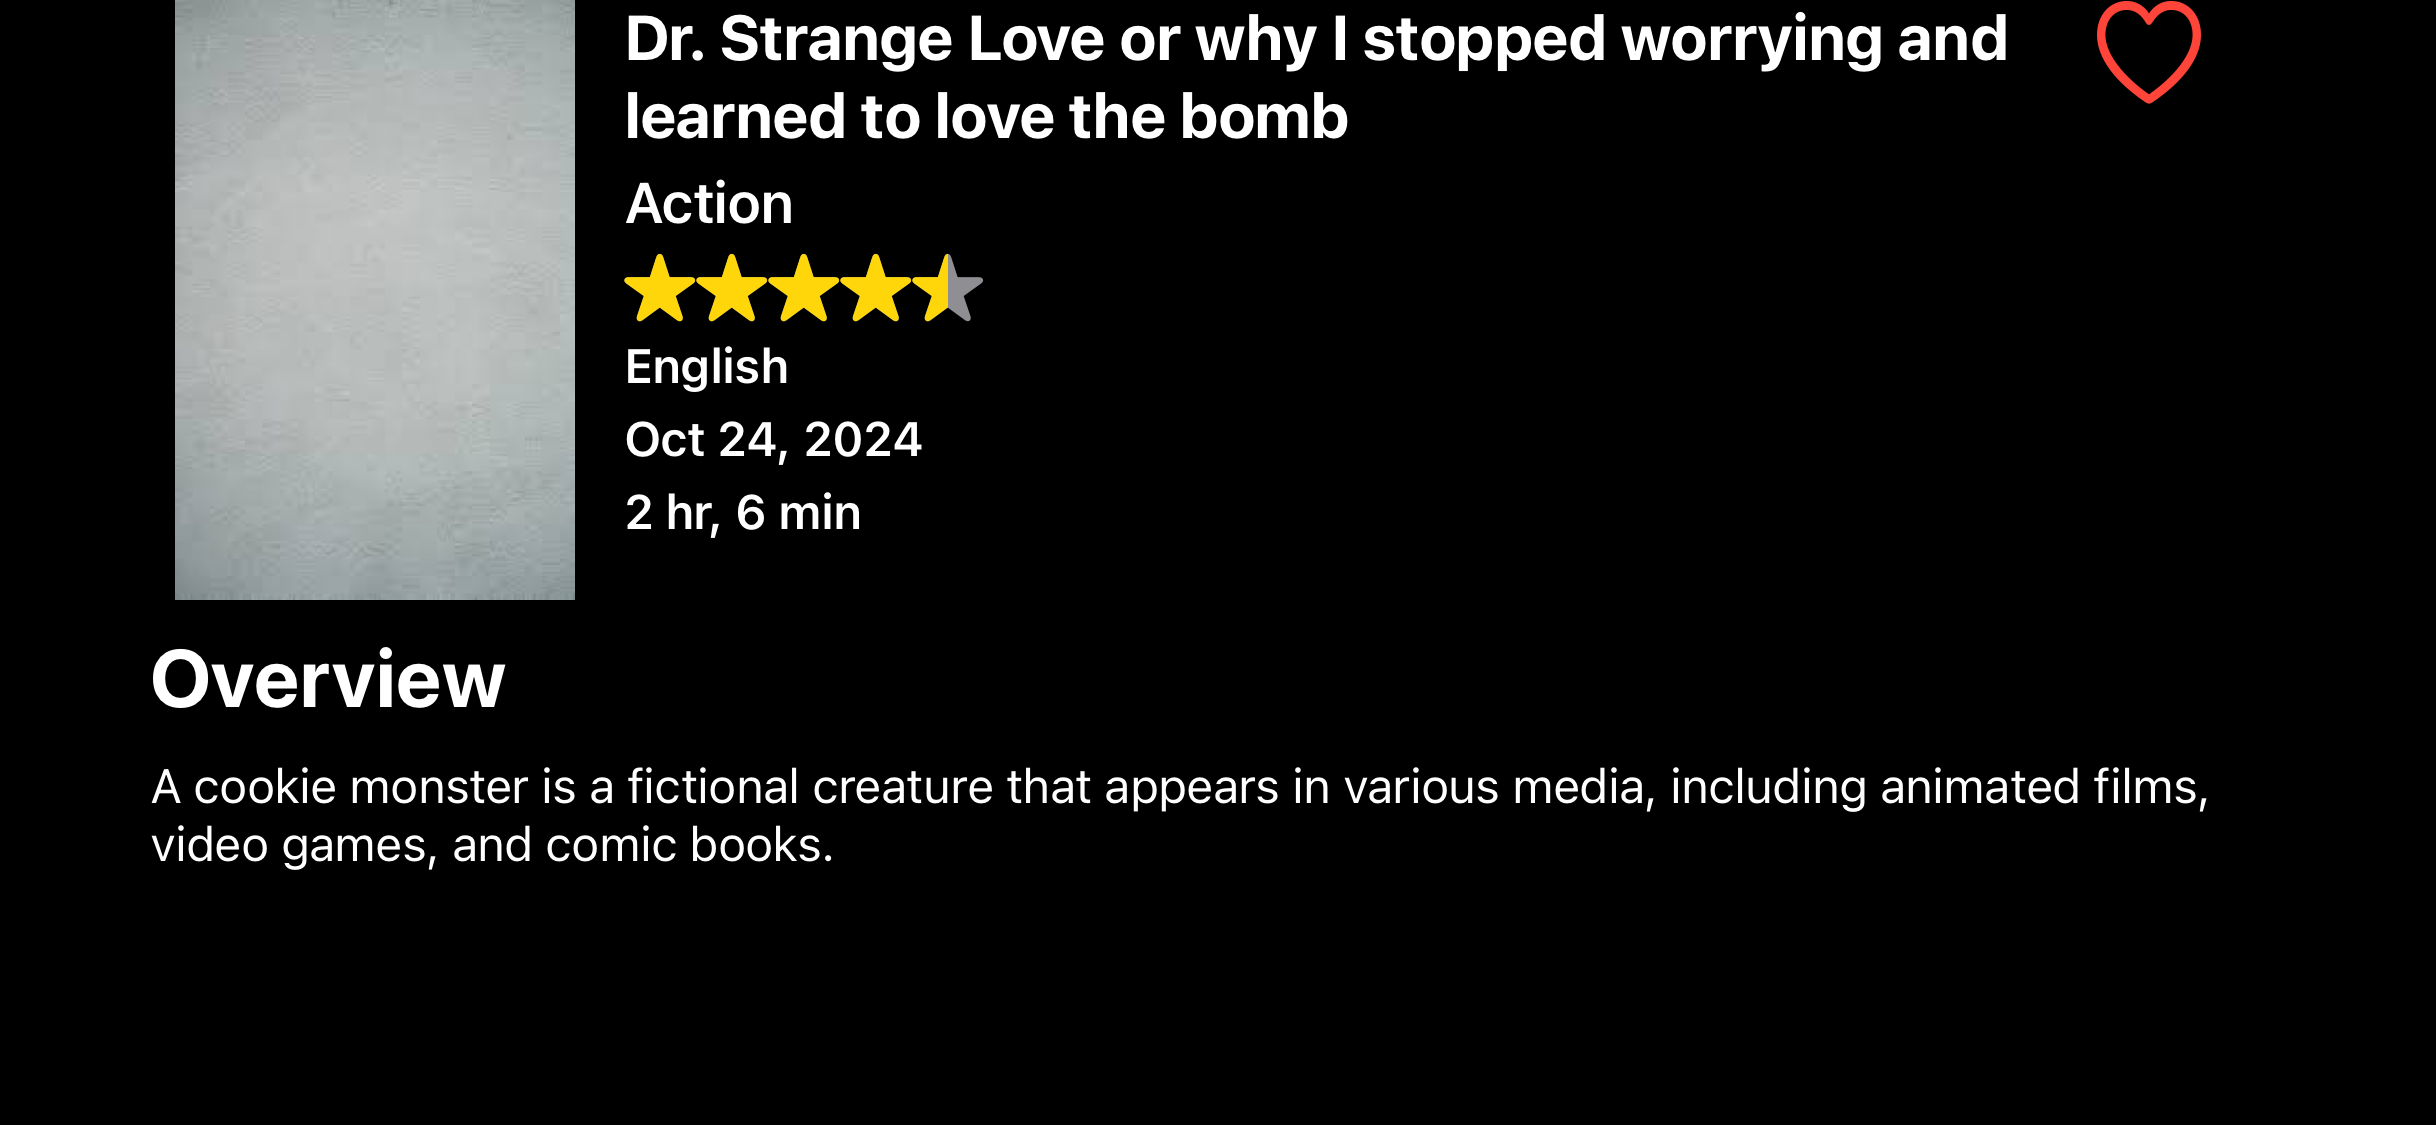 Dr. Strange Love or why I stopped worrying and
learned to love the bomb
Action
English
Oct 24, 2024
2 hr, 6 min
Overview
A cookie monster is a fictional creature that appears in various media, including animated films,
video games, and comic books.